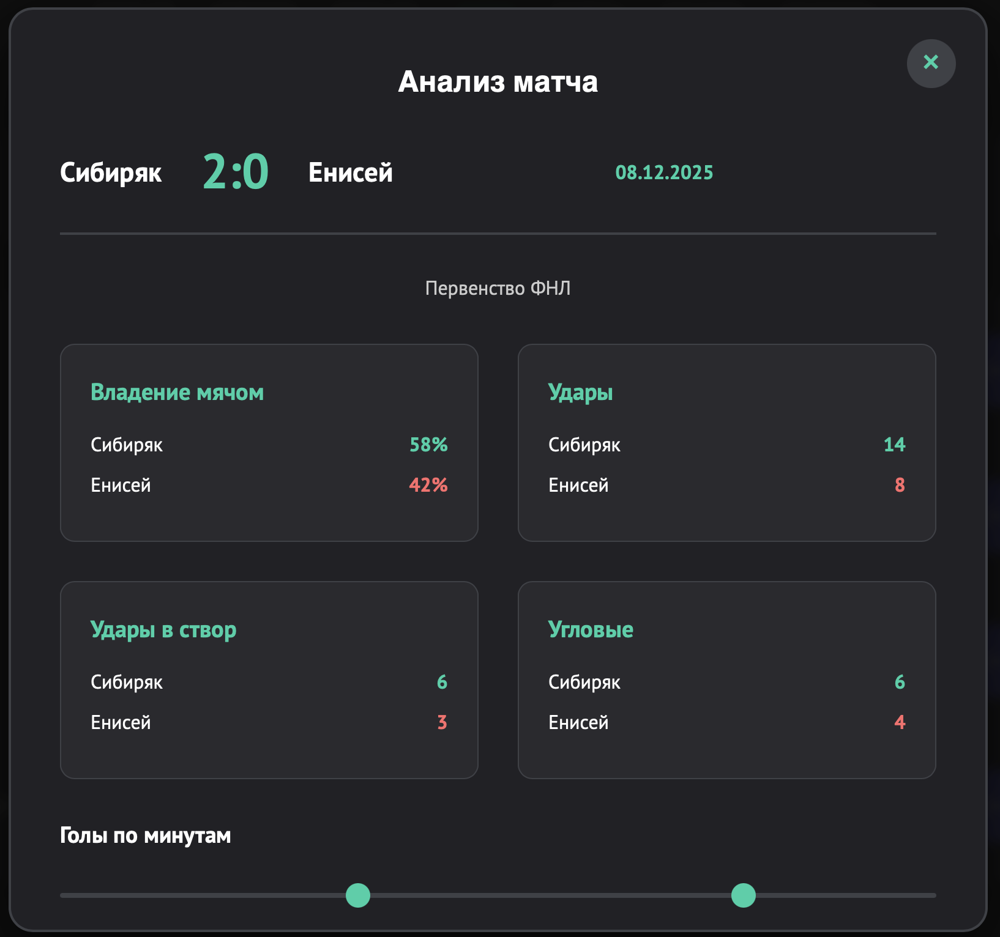 Анализ матча
×
Сибиряк 2:0 Енисей 08.12.2025
Первенство ФНЛ
Владение мячом
Сибиряк 58%
Енисей 42%
Удары
Сибиряк 14
Енисей 8
Удары в створ
Сибиряк 6
Енисей 3
Угловые
Сибиряк 6
Енисей 4
Голы по минутам